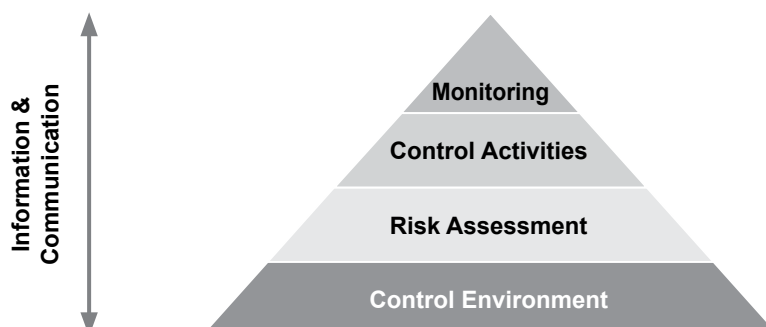 Information &
Communication
Monitoring
Control Activities
Risk Assessment
Control Environment